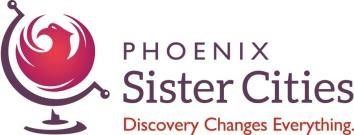 PHOENIX
Sister Cities
Discovery Changes Everything.